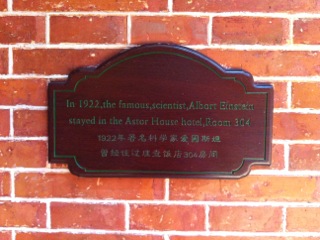 In 1922,the famous,scientist,Albart Einstein
stayed in the Astor House hotel,Room 304
1922年著名科学家爱因斯坦
曾经住过理查饭店304房间